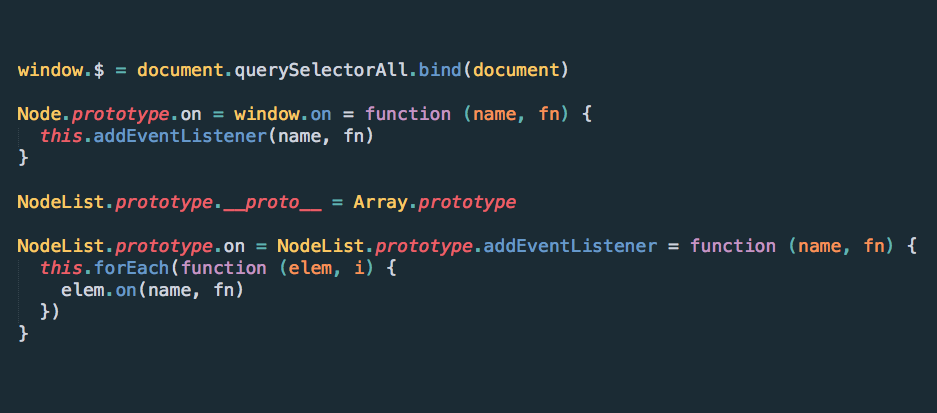 window.$ = document.querySelectorAll.bind(document)
Node.prototype.on = window.on = function (name, fn) {
  this.addEventListener(name, fn)
}
NodeList.prototype.__proto__ = Array.prototype
NodeList.prototype.on = NodeList.prototype.addEventListener = function (name, fn) {
  this.forEach(function (elem, i) {
    elem.on(name, fn)
  })
}